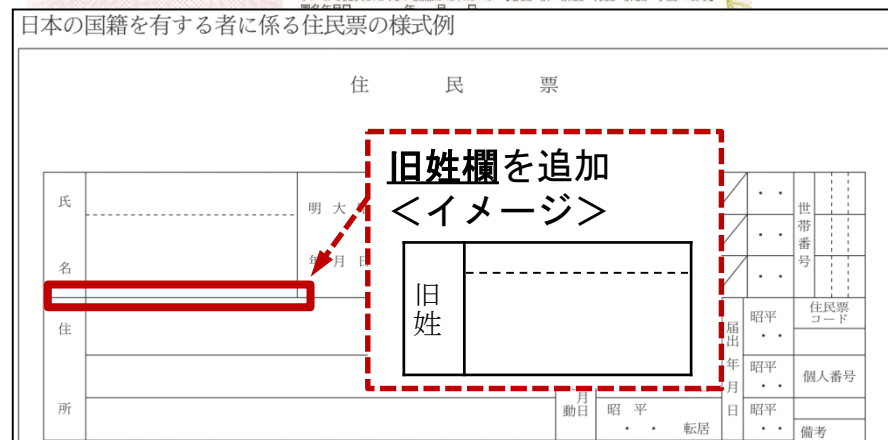 日本の国籍を有する者に係る住民票の様式例
住 民 票
旧姓欄を追加
＜イメージ＞
旧姓
氏名
明 大
年 月 日
世帯番号
住所
届出年月日
昭平
・ ・
住民票コード
昭平
・ ・
個人番号
月
動日
昭 平
・ ・ 転居
昭平
・ ・
備考